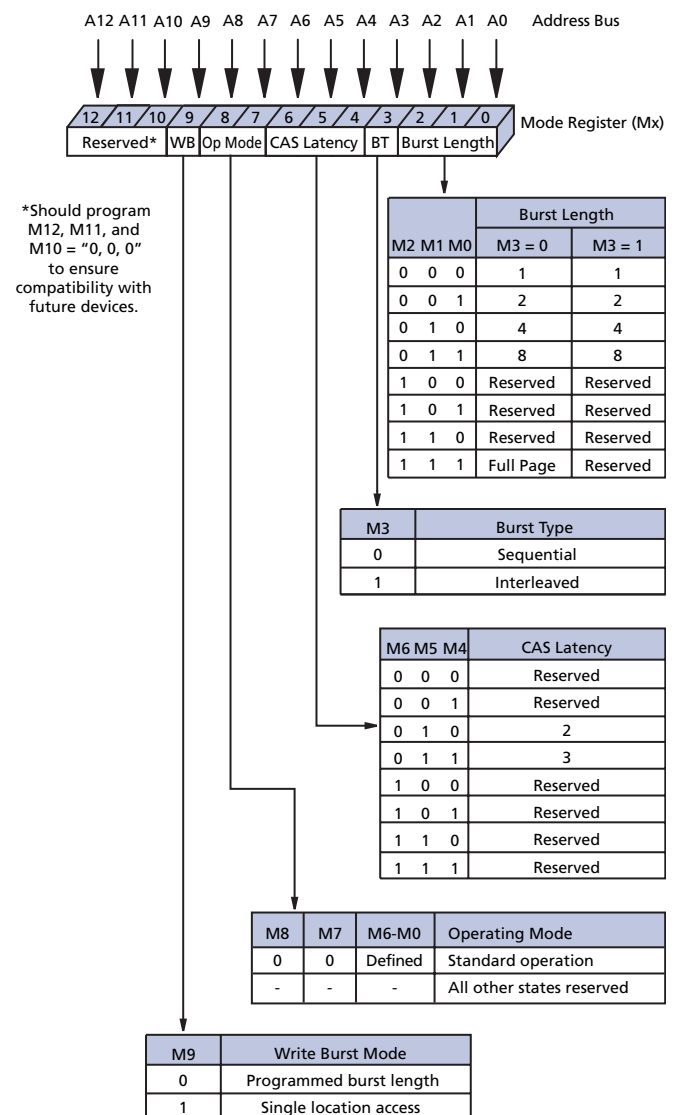 A12 A11 A10 A9 A8 A7 A6 A5 A4 A3 A2 A1 A0 Address Bus
12 11 10 9 8 7 6 5 4 3 2 1 0 Mode Register (Mx)
Reserved* WB Op Mode CAS Latency BT Burst Length
*Should program
M12, M11, and
M10 = “0, 0, 0”
to ensure
compatibility with
future devices.
Burst Length
M2 M1 M0 M3 = 0 M3 = 1
0 0 0 1 1
0 0 1 2 2
0 1 0 4 4
0 1 1 8 8
1 0 0 Reserved Reserved
1 0 1 Reserved Reserved
1 1 0 Reserved Reserved
1 1 1 Full Page Reserved
M3 Burst Type
0 Sequential
1 Interleaved
M6 M5 M4 CAS Latency
0 0 0 Reserved
0 0 1 Reserved
0 1 0 2
0 1 1 3
1 0 0 Reserved
1 0 1 Reserved
1 1 0 Reserved
1 1 1 Reserved
M8 M7 M6-M0 Operating Mode
0 0 Defined Standard operation
- - - All other states reserved
M9 Write Burst Mode
0 Programmed burst length
1 Single location access